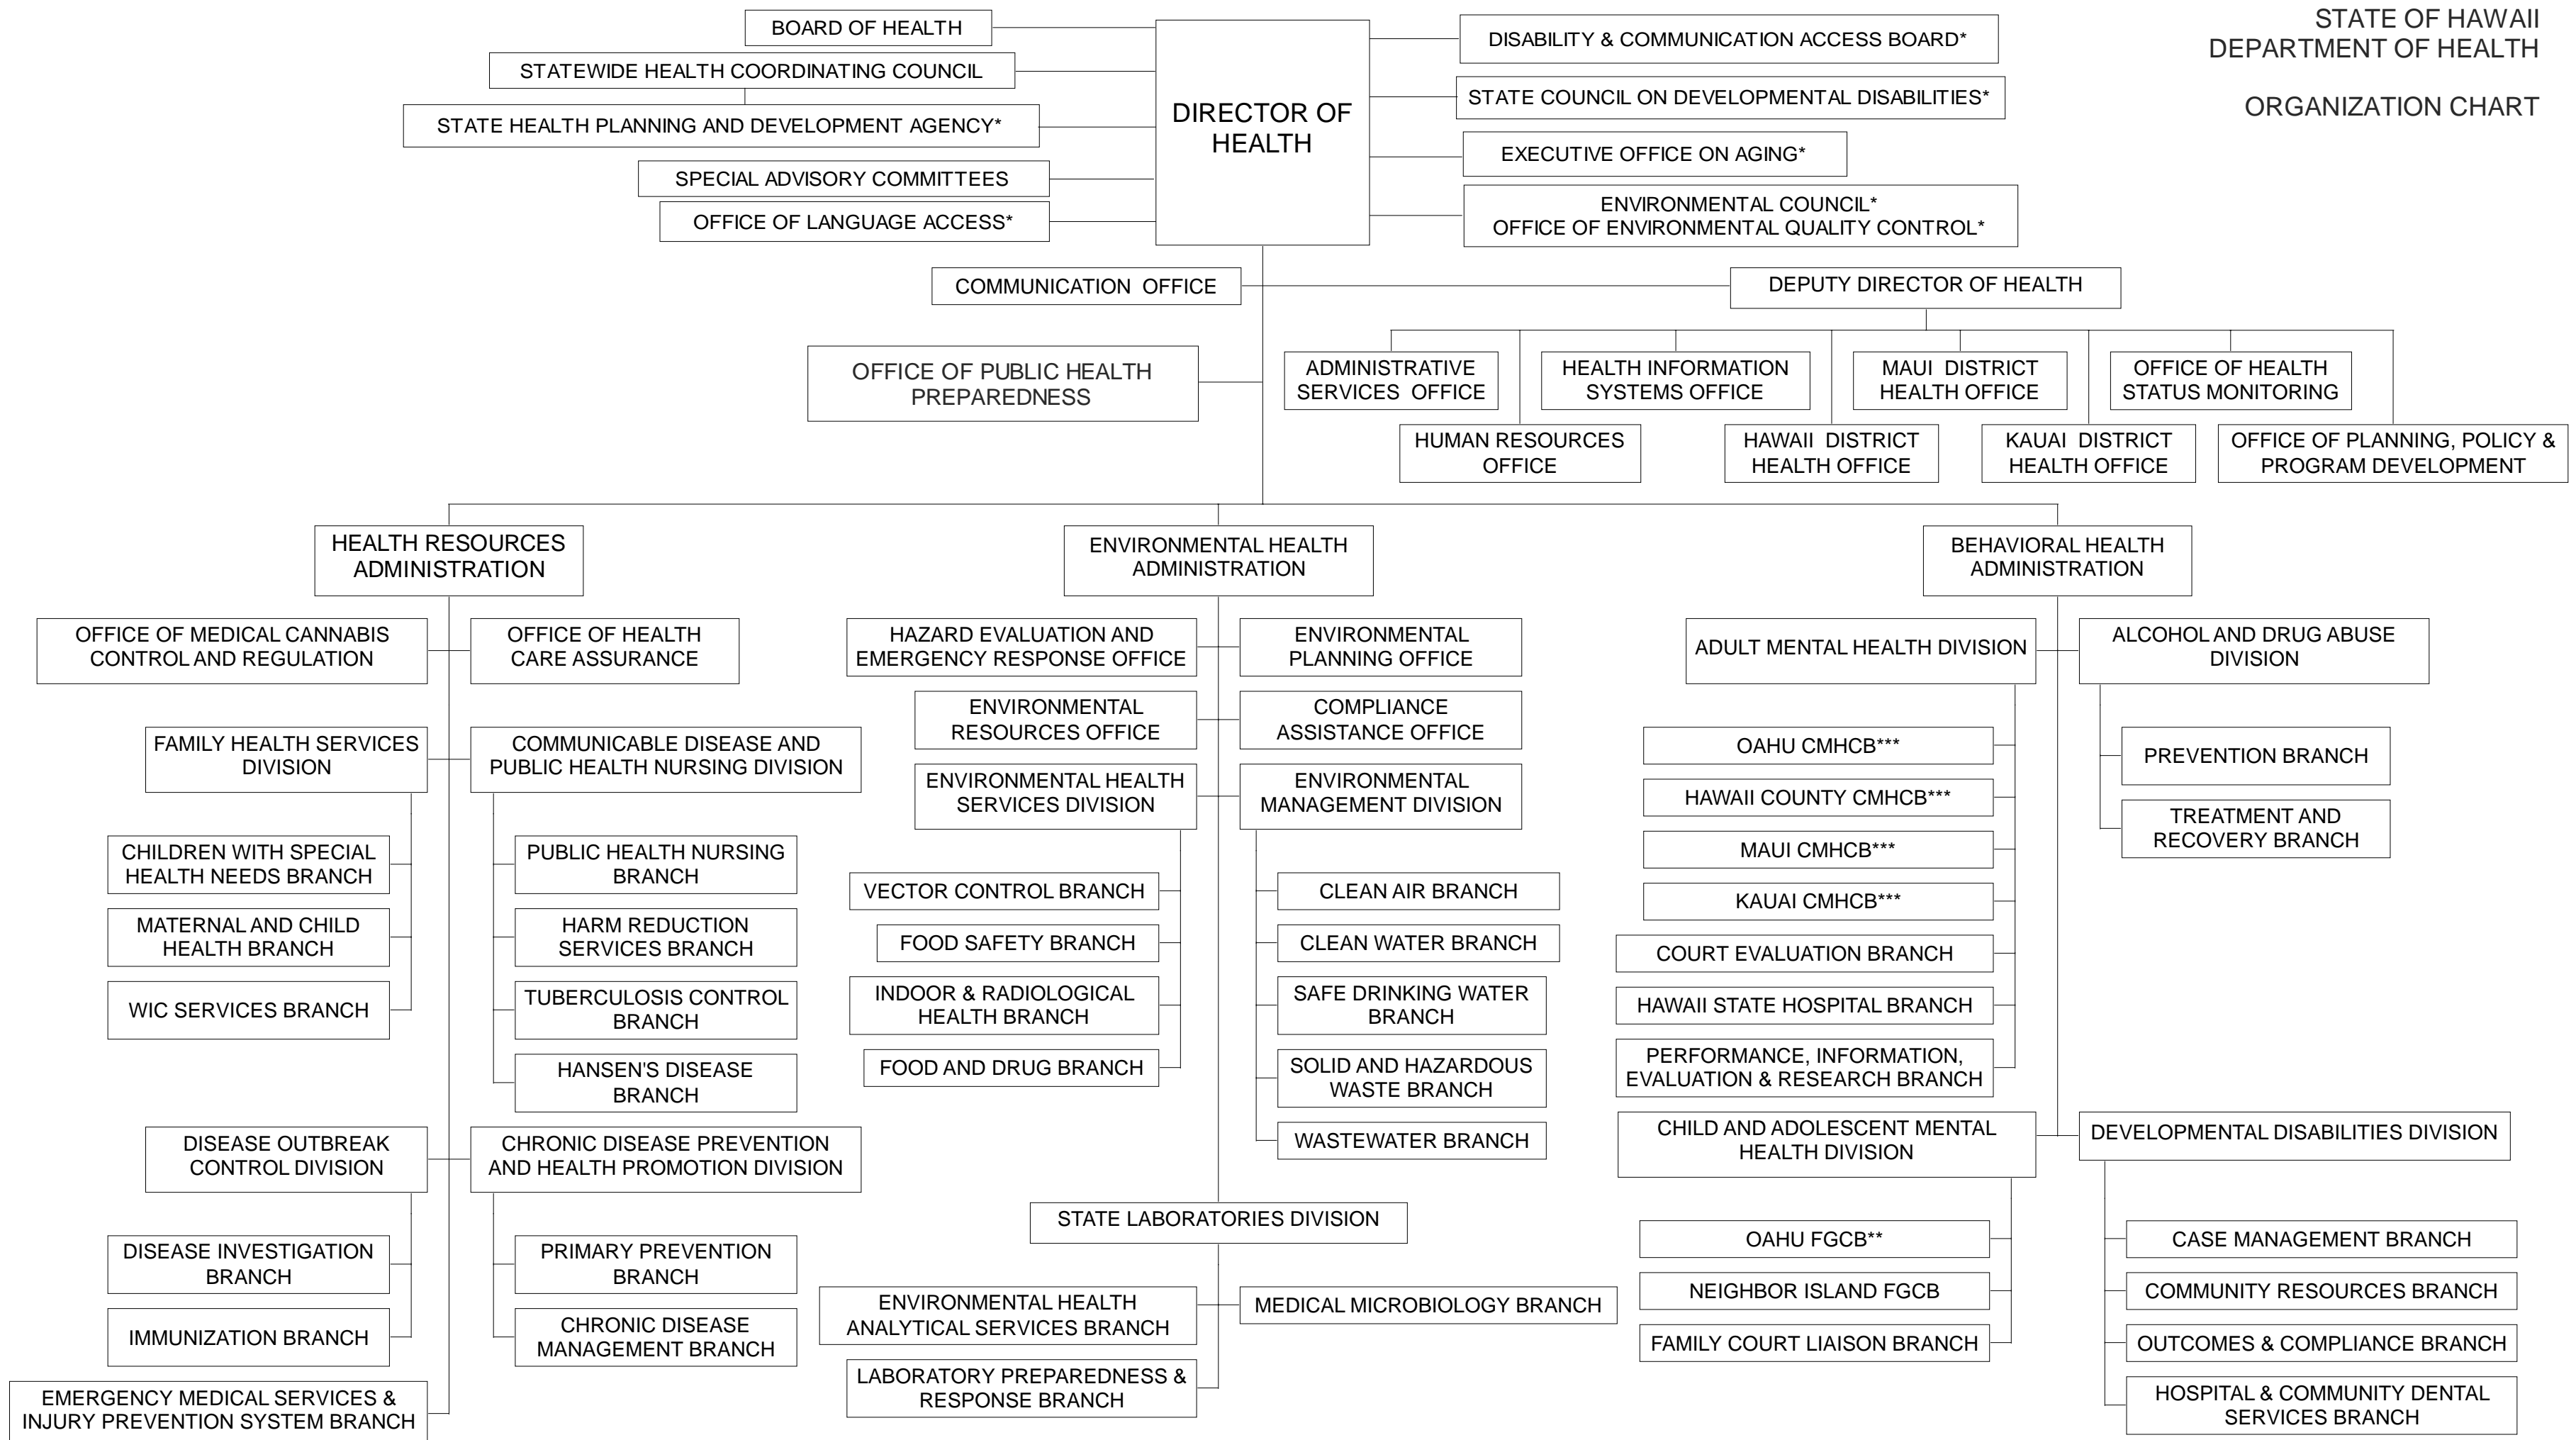 STATE OF HAWAII
DEPARTMENT OF HEALTH
ORGANIZATION CHART
BOARD OF HEALTH
STATEWIDE HEALTH COORDINATING COUNCIL
STATE HEALTH PLANNING AND DEVELOPMENT AGENCY*
SPECIAL ADVISORY COMMITTEES
OFFICE OF LANGUAGE ACCESS*
DIRECTOR OF
HEALTH
DISABILITY & COMMUNICATION ACCESS BOARD*
STATE COUNCIL ON DEVELOPMENTAL DISABILITIES*
EXECUTIVE OFFICE ON AGING*
ENVIRONMENTAL COUNCIL*
OFFICE OF ENVIRONMENTAL QUALITY CONTROL*
COMMUNICATION OFFICE
DEPUTY DIRECTOR OF HEALTH
OFFICE OF PUBLIC HEALTH
PREPAREDNESS
ADMINISTRATIVE
SERVICES OFFICE
HEALTH INFORMATION
SYSTEMS OFFICE
MAUI DISTRICT
HEALTH OFFICE
OFFICE OF HEALTH
STATUS MONITORING
HUMAN RESOURCES
OFFICE
HAWAII DISTRICT
HEALTH OFFICE
KAUAI DISTRICT
HEALTH OFFICE
OFFICE OF PLANNING, POLICY &
PROGRAM DEVELOPMENT
HEALTH RESOURCES
ADMINISTRATION
OFFICE OF MEDICAL CANNABIS
CONTROL AND REGULATION
OFFICE OF HEALTH
CARE ASSURANCE
FAMILY HEALTH SERVICES
DIVISION
COMMUNICABLE DISEASE AND
PUBLIC HEALTH NURSING DIVISION
CHILDREN WITH SPECIAL
HEALTH NEEDS BRANCH
MATERNAL AND CHILD
HEALTH BRANCH
WIC SERVICES BRANCH
PUBLIC HEALTH NURSING
BRANCH
HARM REDUCTION
SERVICES BRANCH
TUBERCULOSIS CONTROL
BRANCH
HANSEN'S DISEASE
BRANCH
DISEASE OUTBREAK
CONTROL DIVISION
CHRONIC DISEASE PREVENTION
AND HEALTH PROMOTION DIVISION
DISEASE INVESTIGATION
BRANCH
IMMUNIZATION BRANCH
PRIMARY PREVENTION
BRANCH
CHRONIC DISEASE
MANAGEMENT BRANCH
EMERGENCY MEDICAL SERVICES &
INJURY PREVENTION SYSTEM BRANCH
ENVIRONMENTAL HEALTH
ADMINISTRATION
HAZARD EVALUATION AND
EMERGENCY RESPONSE OFFICE
ENVIRONMENTAL
PLANNING OFFICE
ENVIRONMENTAL
RESOURCES OFFICE
COMPLIANCE
ASSISTANCE OFFICE
ENVIRONMENTAL HEALTH
SERVICES DIVISION
ENVIRONMENTAL
MANAGEMENT DIVISION
VECTOR CONTROL BRANCH
FOOD SAFETY BRANCH
INDOOR & RADIOLOGICAL
HEALTH BRANCH
FOOD AND DRUG BRANCH
CLEAN AIR BRANCH
CLEAN WATER BRANCH
SAFE DRINKING WATER
BRANCH
SOLID AND HAZARDOUS
WASTE BRANCH
WASTEWATER BRANCH
STATE LABORATORIES DIVISION
ENVIRONMENTAL HEALTH
ANALYTICAL SERVICES BRANCH
MEDICAL MICROBIOLOGY BRANCH
LABORATORY PREPAREDNESS &
RESPONSE BRANCH
BEHAVIORAL HEALTH
ADMINISTRATION
ADULT MENTAL HEALTH DIVISION
ALCOHOL AND DRUG ABUSE
DIVISION
OAHU CMHCB***
HAWAII COUNTY CMHCB***
MAUI CMHCB***
KAUAI CMHCB***
COURT EVALUATION BRANCH
HAWAII STATE HOSPITAL BRANCH
PERFORMANCE, INFORMATION,
EVALUATION & RESEARCH BRANCH
PREVENTION BRANCH
TREATMENT AND
RECOVERY BRANCH
CHILD AND ADOLESCENT MENTAL
HEALTH DIVISION
DEVELOPMENTAL DISABILITIES DIVISION
OAHU FGCB**
NEIGHBOR ISLAND FGCB
FAMILY COURT LIAISON BRANCH
CASE MANAGEMENT BRANCH
COMMUNITY RESOURCES BRANCH
OUTCOMES & COMPLIANCE BRANCH
HOSPITAL & COMMUNITY DENTAL
SERVICES BRANCH